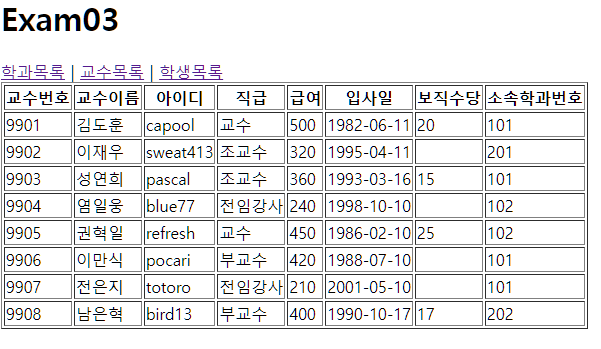 Exam03
학과목록 | 교수목록 | 학생목록
교수번호 교수이름 아이디 직급 급여 입사일 보직수당 소속학과번호
9901 김도훈 capool 교수 500 1982-06-11 20 101
9902 이재우 sweat413 조교수 320 1995-04-11 201
9903 성연희 pascal 조교수 360 1993-03-16 15 101
9904 염일웅 blue77 전임강사 240 1998-10-10 102
9905 권혁일 refresh 교수 450 1986-02-10 25 102
9906 이만식 pocari 부교수 420 1988-07-10 101
9907 전은지 totoro 전임강사 210 2001-05-10 101
9908 남은혁 bird13 부교수 400 1990-10-17 17 202